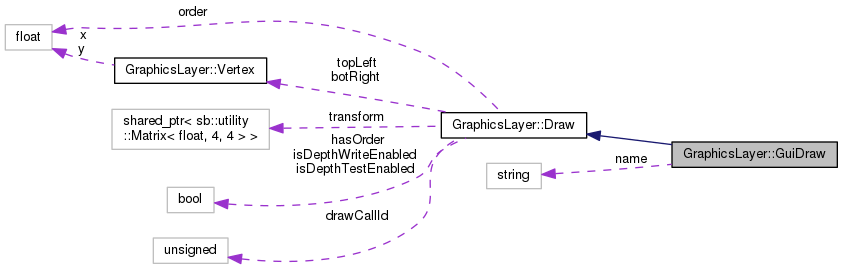 order
float
x
y
GraphicsLayer::Vertex
topLeft
botRight
shared_ptr< sb::utility
::Matrix< float, 4, 4 > >
transform
GraphicsLayer::Draw
hasOrder
isDepthWriteEnabled
isDepthTestEnabled
GraphicsLayer::GuiDraw
name
string
bool
drawCallId
unsigned